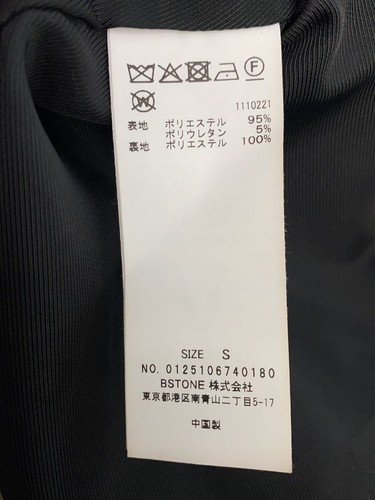 1110221
表地 ポリエステル 95%
ポリウレタン 5%
裏地 ポリエステル 100%
SIZE S
NO. 0125106740180
BSTONE 株式会社
東京都港区南青山二丁目5-17
中国製